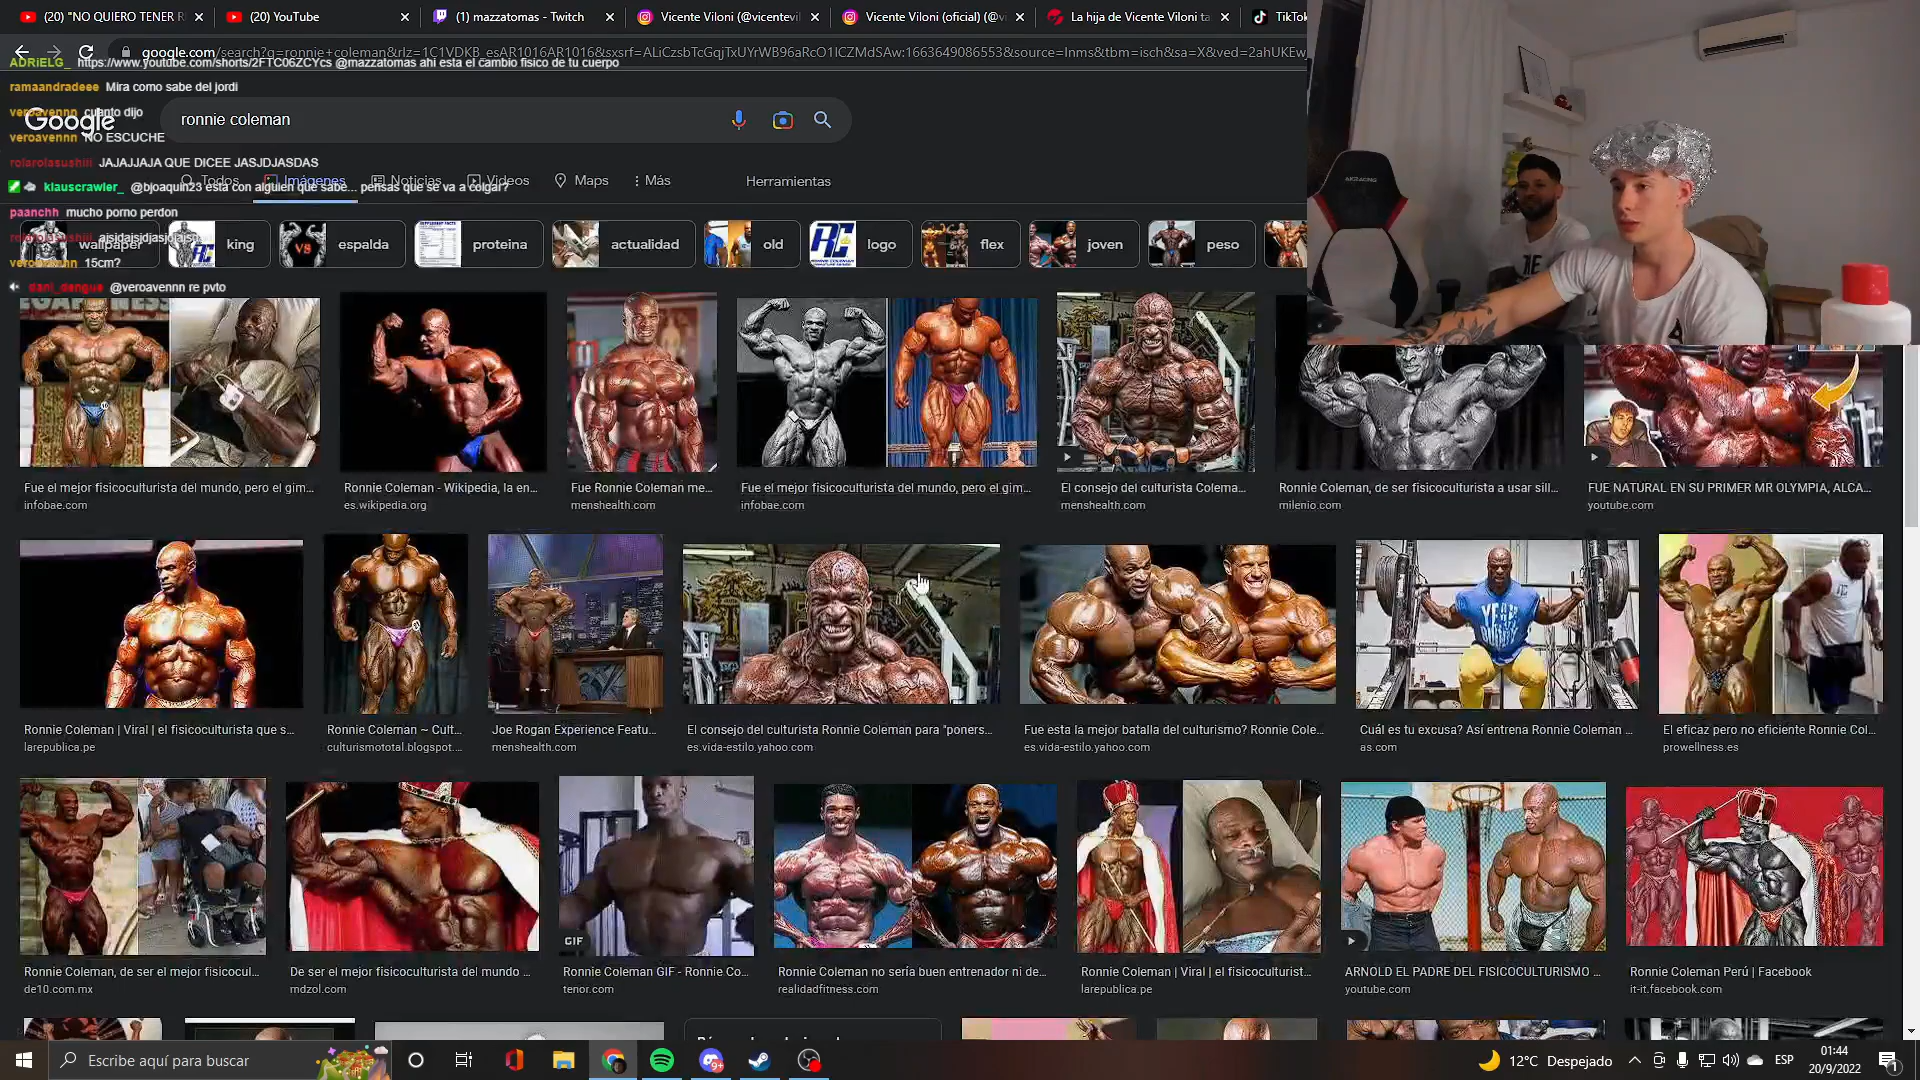 (20) "NO QUIERO TENER R
(20) YouTube
(1) mazzatomas - Twitch
Vicente Viloni (@vicentevil
Vicente Viloni (oficial) (@v
La hija de Vicente Viloni ta
TikTok
google.com/search?q=ronnie+coleman&rlz=1C1VDKB_esAR1016AR1016&sxsrf=ALiCzsbTcGqjTxUYrWB96aRcO1lCZMdSAw:1663649086553&source=lnms&tbm=isch&sa=X&ved=2ahUKEw
ADRiELG_ https://www.youtube.com/shorts/2FTC06ZCYcs @mazzatomas ahi esta el cambio fisico de tu cuerpo
ramaandradeee Mira como sabe del jordi
veroavennn cuanto dijo
Google
ronnie coleman
veroavennn NO ESCUCHE
rolarolasushiii JAJAJJAJA QUE DICEE JASJDJASDAS
Todos Imágenes Noticias Videos Maps Más Herramientas
klauscrawler_ @bjoaquin23 esta con alguien que sabe... pensas que se va a colgar?
paanchh mucho porno perdon
wallpaper king espalda proteina actualidad old logo flex joven peso
veroavennn 15cm?
dani_dengue @veroavennn re pvto
Fue el mejor fisicoculturista del mundo, pero el gim...
infobae.com
Ronnie Coleman - Wikipedia, la en...
es.wikipedia.org
Fue Ronnie Coleman me...
menshealth.com
Fue el mejor fisicoculturista del mundo, pero el gim...
infobae.com
El consejo del culturista Colema...
menshealth.com
Ronnie Coleman, de ser fisicoculturista a usar sill...
milenio.com
FUE NATURAL EN SU PRIMER MR OLYMPIA, ALCA...
youtube.com
Ronnie Coleman | Viral | el fisicoculturista que s...
larepublica.pe
Ronnie Coleman ~ Cult...
culturismototal.blogspot....
Joe Rogan Experience Featu...
menshealth.com
El consejo del culturista Ronnie Coleman para "poners...
es.vida-estilo.yahoo.com
Fue esta la mejor batalla del culturismo? Ronnie Cole...
es.vida-estilo.yahoo.com
Cuál es tu excusa? Así entrena Ronnie Coleman ...
as.com
El eficaz pero no eficiente Ronnie Col...
prowellness.es
GIF
Ronnie Coleman, de ser el mejor fisicocul...
de10.com.mx
De ser el mejor fisicoculturista del mundo ...
mdzol.com
Ronnie Coleman GIF - Ronnie Co...
tenor.com
Ronnie Coleman no sería buen entrenador ni de...
realidadfitness.com
Ronnie Coleman | Viral | el fisicoculturist...
larepublica.pe
ARNOLD EL PADRE DEL FISICOCULTURISMO ...
youtube.com
Ronnie Coleman Perú | Facebook
it-it.facebook.com
Escribe aquí para buscar
12°C Despejado
ESP
01:44
20/9/2022